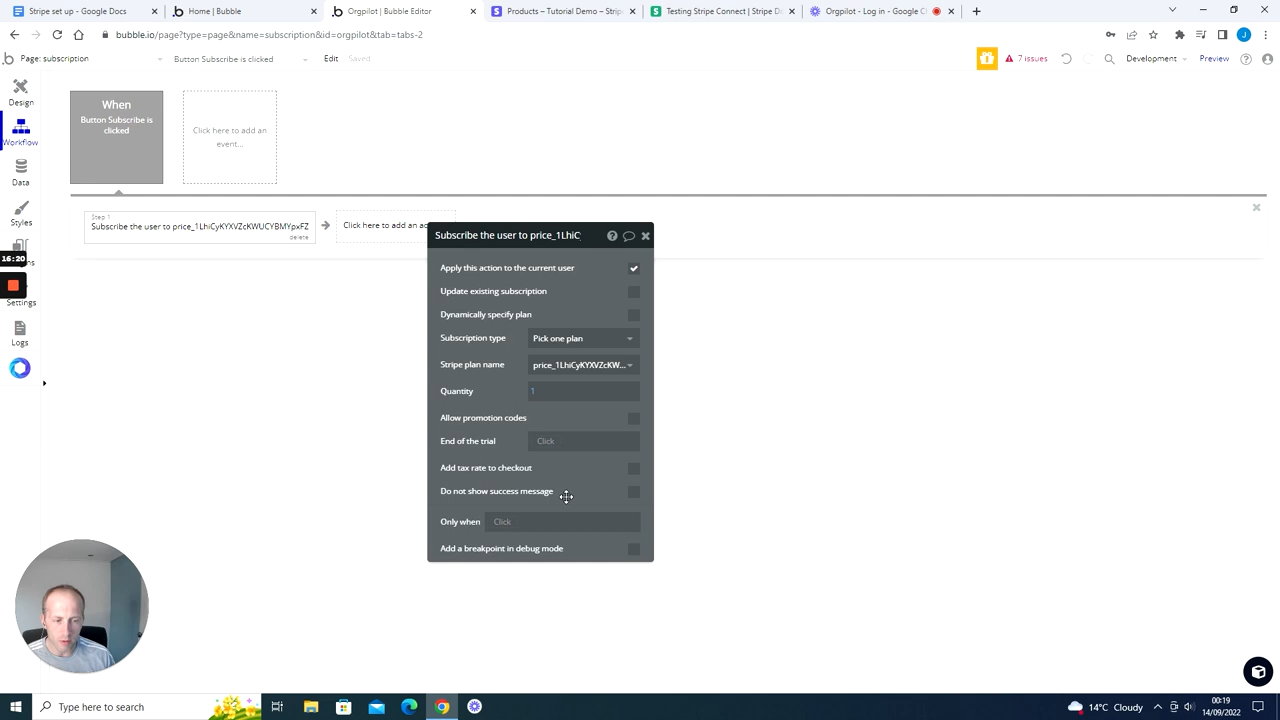 Stripe set up - Google Docs
Home | Bubble
Orgpilot | Bubble Editor
Products – Tutorial Demo – Stri
Testing Stripe Connect | Stripe D
Orgpilot - Log in - Google C
bubble.io/page?type=page&name=subscription&id=orgpilot&tab=tabs-2
J
Page: subscription
Button Subscribe is clicked
Edit
Saved
7 issues
Development
Preview
Design
Workflow
Data
Styles
16:20
Settings
Logs
When
Button Subscribe is
clicked
Click here to add an
event...
Step 1
Subscribe the user to price_1LhiCyKYXVZcKWUCYBMYpxFZ
delete
Click here to add an ac
Subscribe the user to price_1LhiC
Apply this action to the current user
Update existing subscription
Dynamically specify plan
Subscription type
Pick one plan
Stripe plan name
price_1LhiCyKYXVZcKW...
Quantity
1
Allow promotion codes
End of the trial
Click
Add tax rate to checkout
Do not show success message
Only when
Click
Add a breakpoint in debug mode
Type here to search
14°C Cloudy
00:19
14/09/2022